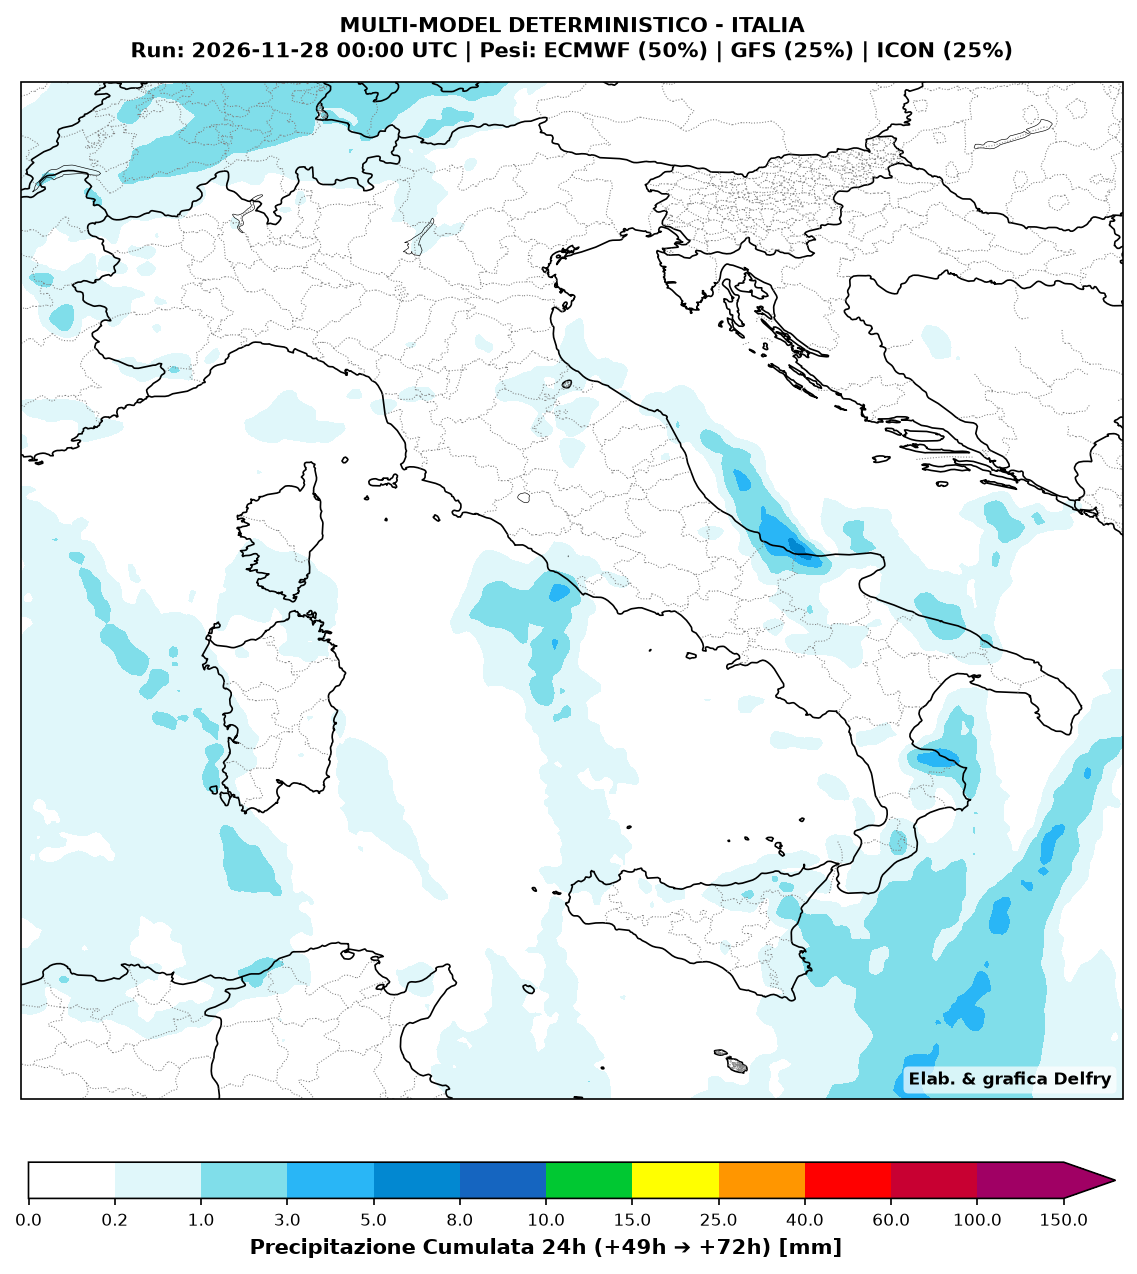 MULTI-MODEL DETERMINISTICO - ITALIA
Run: 2026-11-28 00:00 UTC | Pesi: ECMWF (50%) | GFS (25%) | ICON (25%)
Elab. & grafica Delfry
0.0 0.2 1.0 3.0 5.0 8.0 10.0 15.0 25.0 40.0 60.0 100.0 150.0
Precipitazione Cumulata 24h (+49h → +72h) [mm]